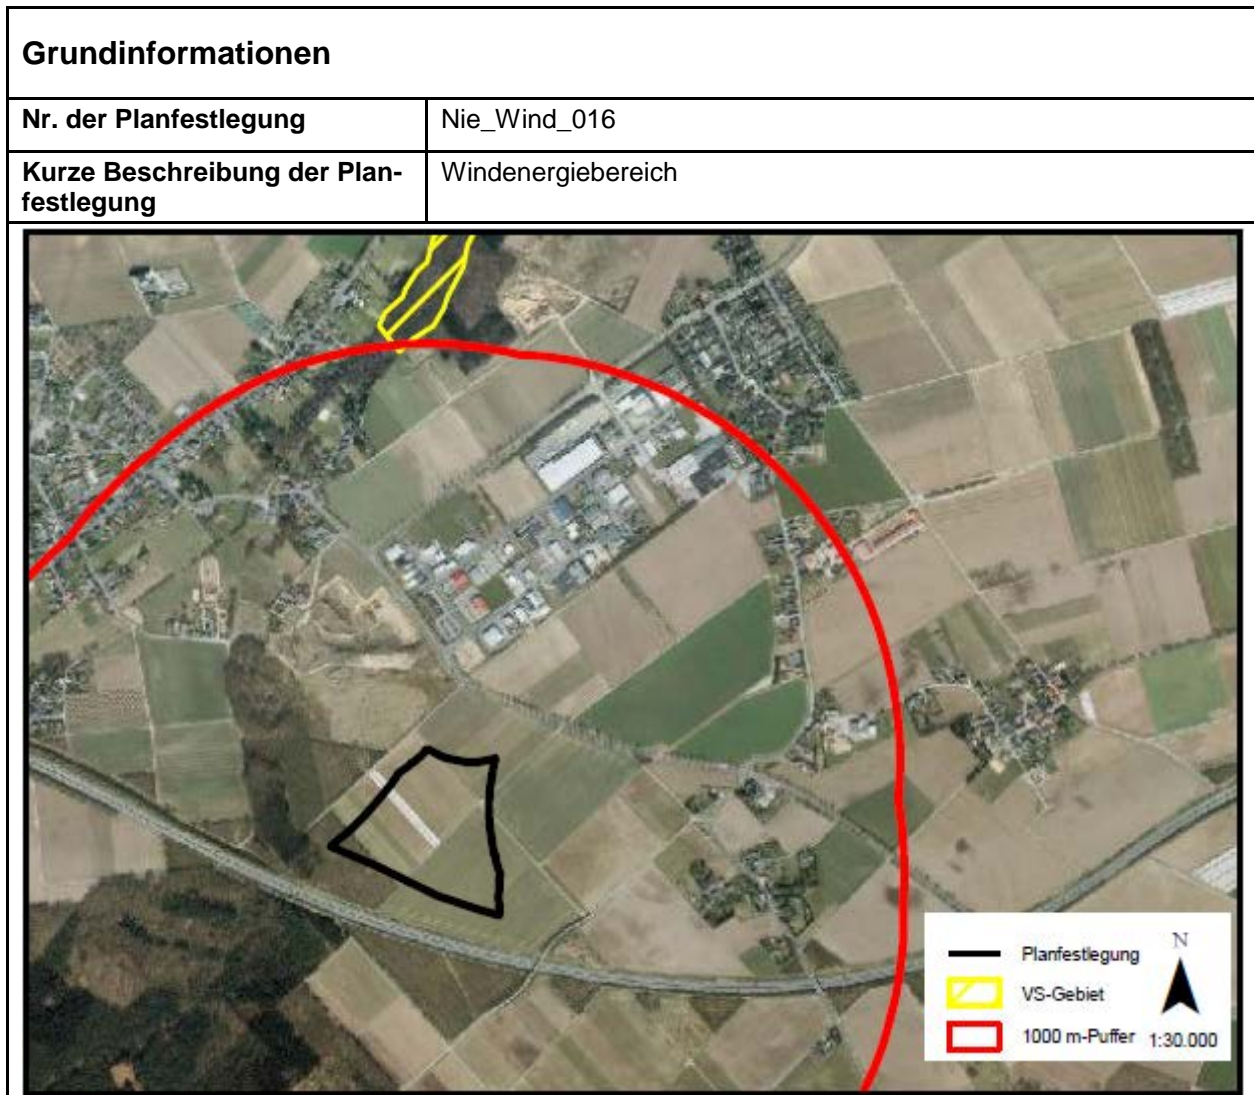 Grundinformationen
Nr. der Planfestlegung
Nie_Wind_016
Kurze Beschreibung der Plan-
festlegung
Windenergiebereich
Planfestlegung
VS-Gebiet
1000 m-Puffer
N
1:30.000